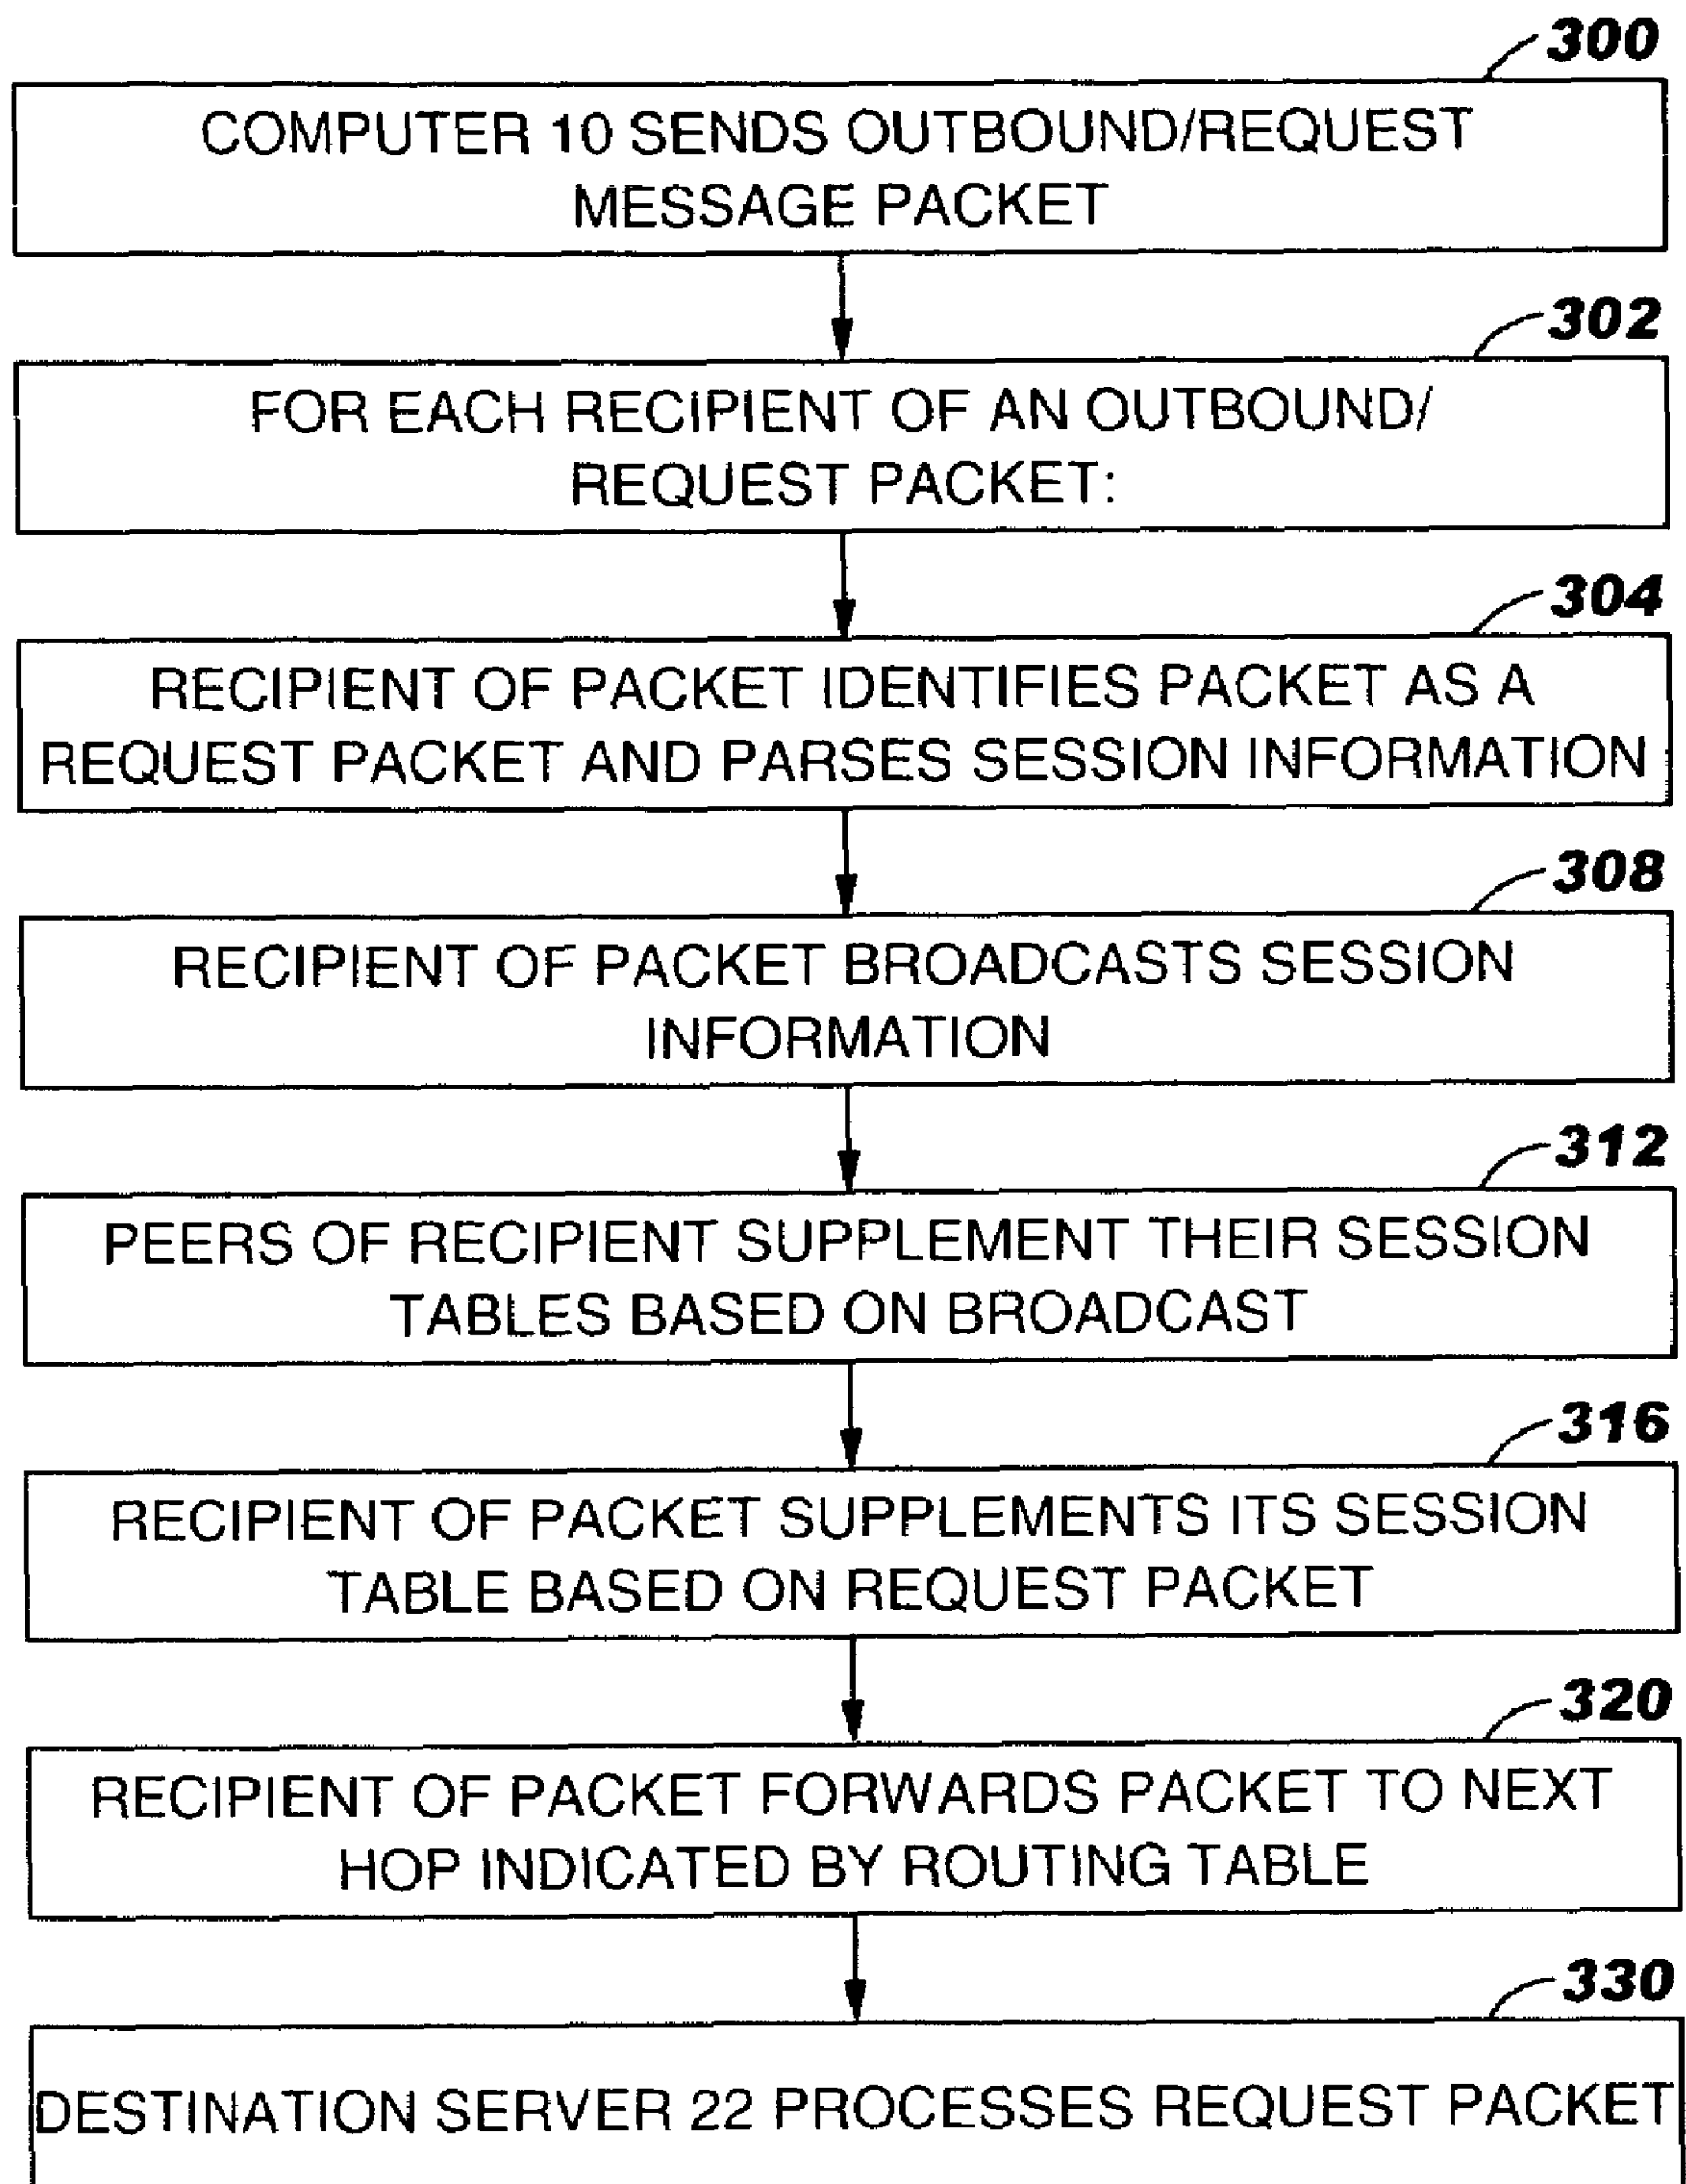 300
COMPUTER 10 SENDS OUTBOUND/REQUEST
MESSAGE PACKET
302
FOR EACH RECIPIENT OF AN OUTBOUND/
REQUEST PACKET:
304
RECIPIENT OF PACKET IDENTIFIES PACKET AS A
REQUEST PACKET AND PARSES SESSION INFORMATION
308
RECIPIENT OF PACKET BROADCASTS SESSION
INFORMATION
312
PEERS OF RECIPIENT SUPPLEMENT THEIR SESSION
TABLES BASED ON BROADCAST
316
RECIPIENT OF PACKET SUPPLEMENTS ITS SESSION
TABLE BASED ON REQUEST PACKET
320
RECIPIENT OF PACKET FORWARDS PACKET TO NEXT
HOP INDICATED BY ROUTING TABLE
330
DESTINATION SERVER 22 PROCESSES REQUEST PACKET